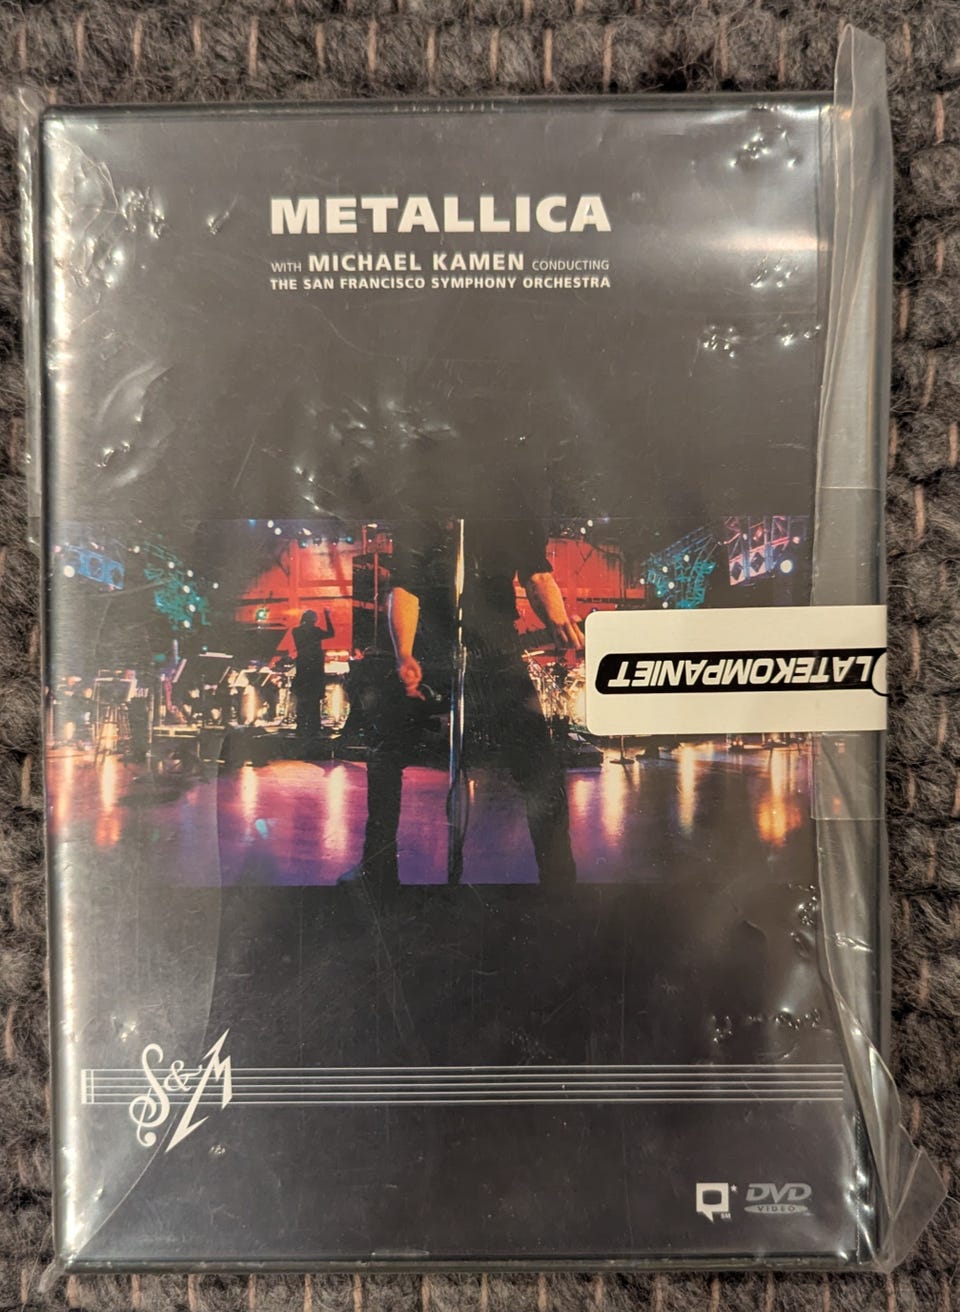 METALLICA
WITH MICHAEL KAMEN CONDUCTING
THE SAN FRANCISCO SYMPHONY ORCHESTRA
LATEKOMPANIET
S&M
DVD
VIDEO